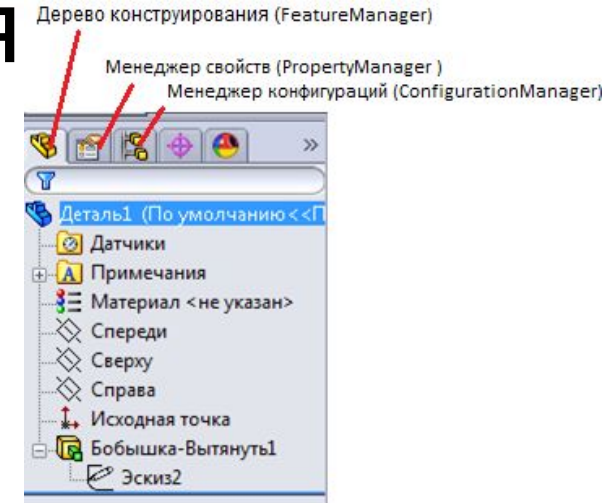 я
Дерево конструирования (FeatureManager)
Менеджер свойств (PropertyManager )
Менеджер конфигураций (ConfigurationManager)
Деталь1 (По умолчанию<<П
Датчики
Примечания
Материал <не указан>
Спереди
Сверху
Справа
Исходная точка
Бобышка-Вытянуть1
Эскиз2